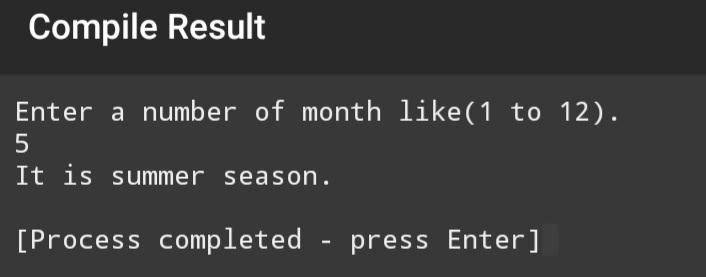 Compile Result
Enter a number of month like(1 to 12).
5
It is summer season.
[Process completed - press Enter]